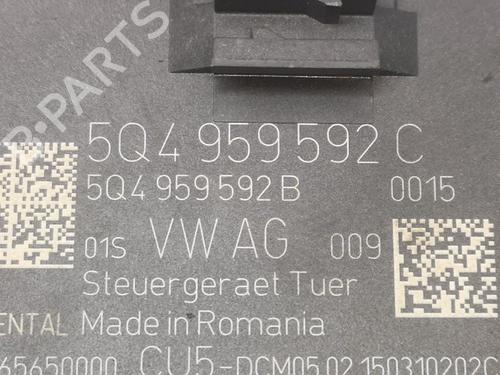 5Q4 959 592 C
5Q4 959 592 B 0015
01S VW AG 009
Steuergeraet Tuer
ENTAL Made in Romania
65650000 CU5-DCM05.02 150310202C
R-PARTS